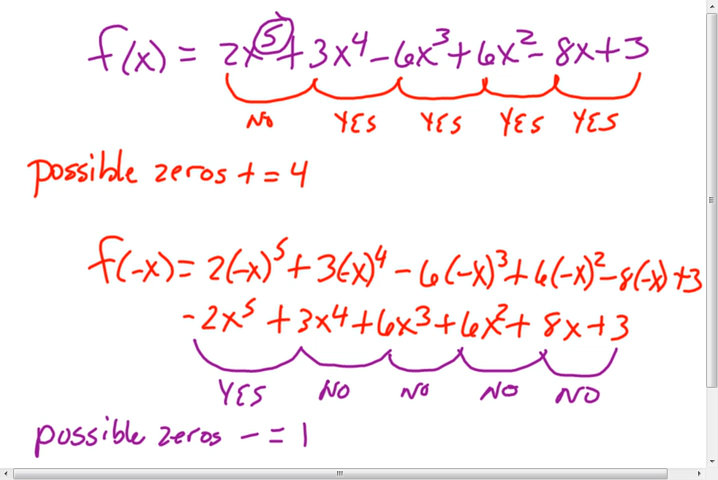 f(x) = 2x⁵ + 3x⁴ - 6x³ + 6x² - 8x + 3
NO YES YES YES YES
possible zeros + = 4
f(-x) = 2(-x)⁵ + 3(-x)⁴ - 6(-x)³ + 6(-x)² - 8(-x) + 3
-2x⁵ + 3x⁴ + 6x³ + 6x² + 8x + 3
YES NO NO NO NO
possible zeros - = 1